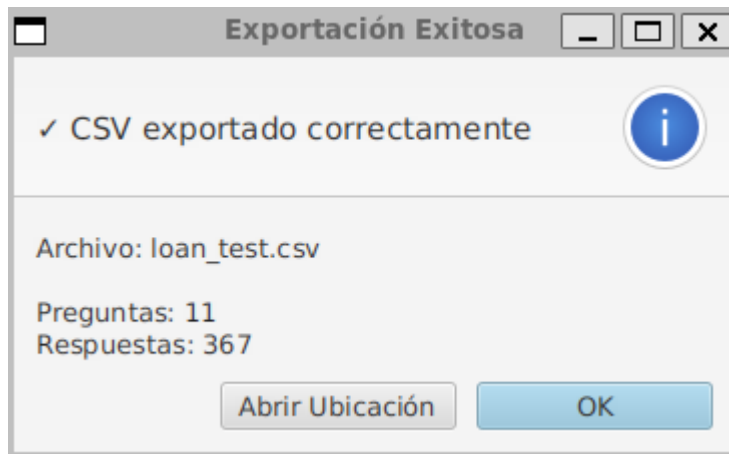 Exportación Exitosa
✓ CSV exportado correctamente
i
Archivo: loan_test.csv
Preguntas: 11
Respuestas: 367
Abrir Ubicación
OK